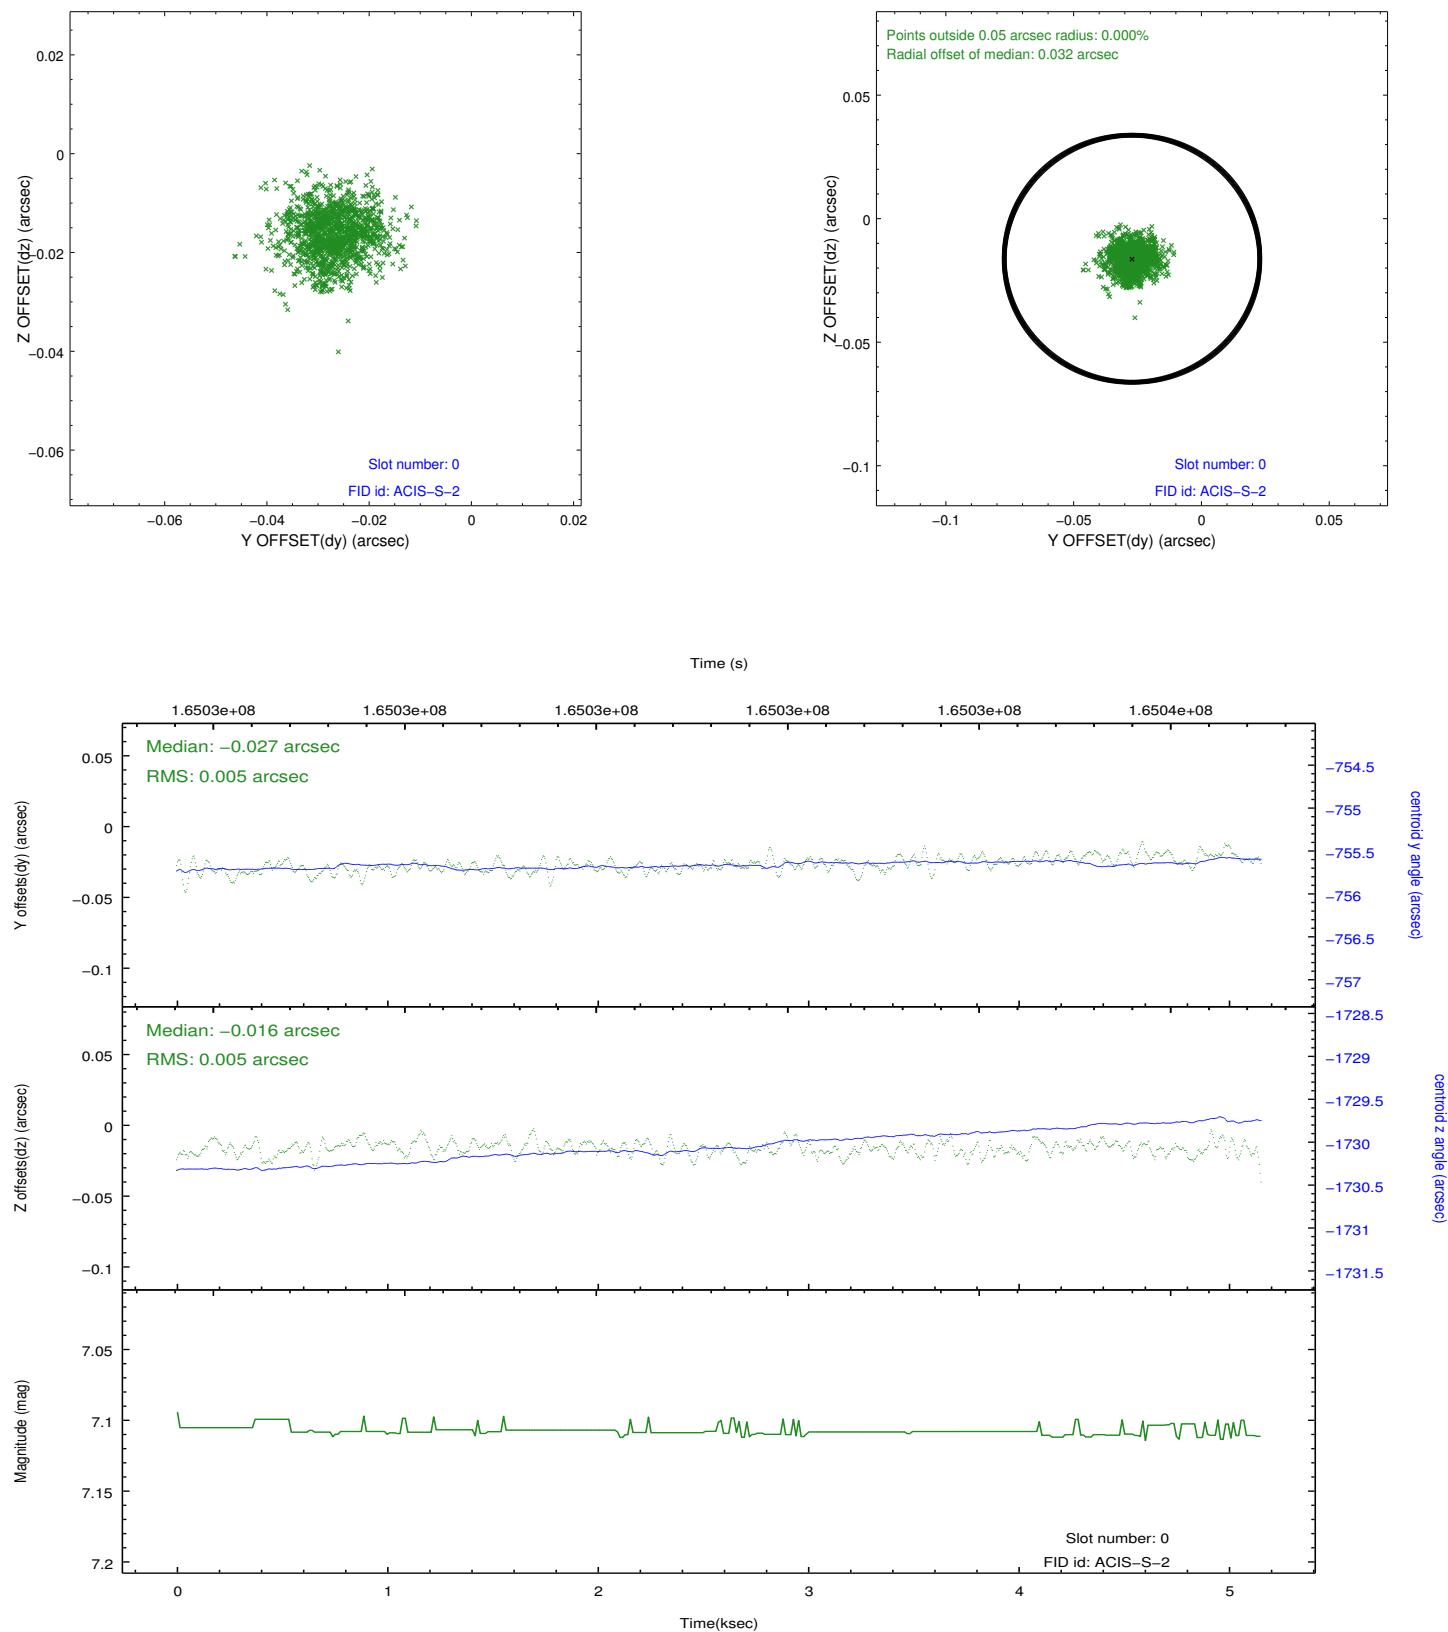 0.02
0
−0.02
−0.04
−0.06
Z OFFSET(dz) (arcsec)
Slot number: 0
FID id: ACIS−S−2
−0.06
−0.04
−0.02
0
0.02
Y OFFSET(dy) (arcsec)
Points outside 0.05 arcsec radius: 0.000%
Radial offset of median: 0.032 arcsec
0.05
0
−0.05
−0.1
Z OFFSET(dz) (arcsec)
Slot number: 0
FID id: ACIS−S−2
−0.1
−0.05
0
0.05
Y OFFSET(dy) (arcsec)
Time (s)
1.6503e+08
1.6503e+08
1.6503e+08
1.6503e+08
1.6503e+08
1.6504e+08
Median: −0.027 arcsec
RMS: 0.005 arcsec
0.05
0
−0.05
−0.1
Y offsets(dy) (arcsec)
−754.5
−755
−755.5
−756
−756.5
−757
centroid y angle (arcsec)
Median: −0.016 arcsec
RMS: 0.005 arcsec
0.05
0
−0.05
−0.1
Z offsets(dz) (arcsec)
−1728.5
−1729
−1729.5
−1730
−1730.5
−1731
−1731.5
centroid z angle (arcsec)
7.05
7.1
7.15
7.2
Magnitude (mag)
Slot number: 0
FID id: ACIS−S−2
0
1
2
3
4
5
Time(ksec)